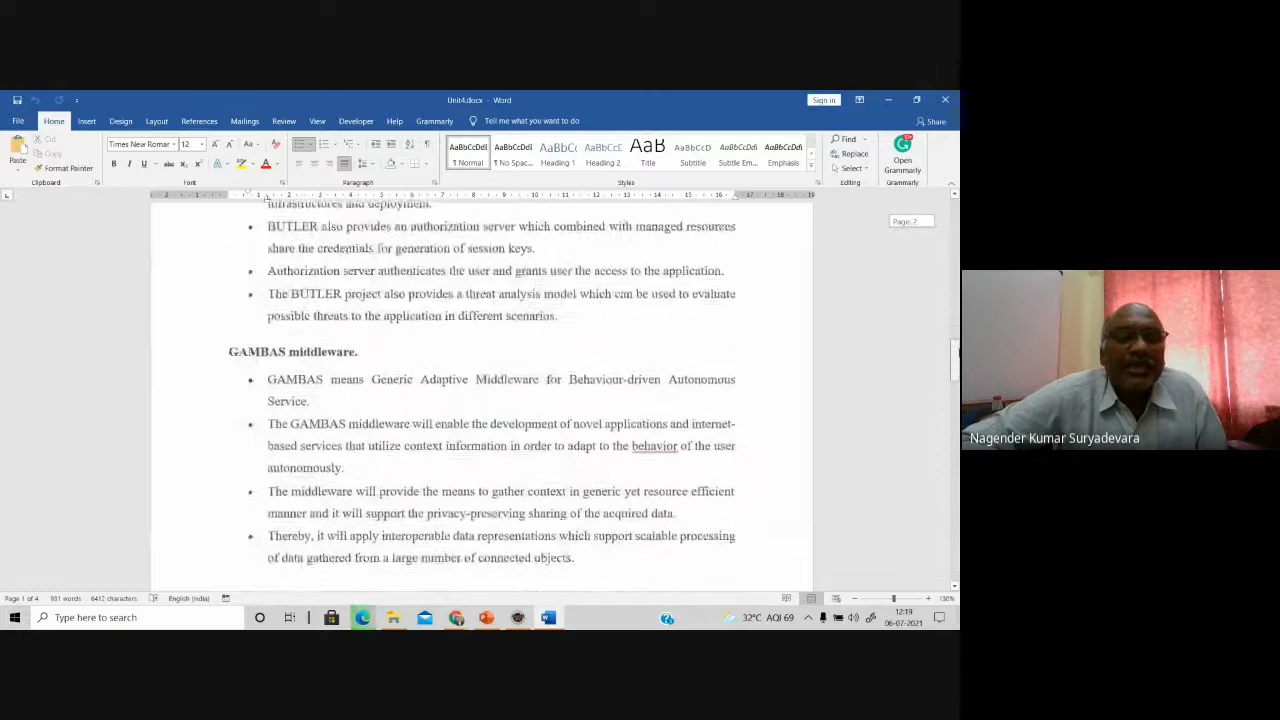 Unit4.docx - Word
Sign in
File Home Insert Design Layout References Mailings Review View Developer Help Grammarly Tell me what you want to do
Share
Paste
Cut
Copy
Format Painter
Clipboard
Times New Romar 12
Font
Paragraph
AaBbCcDdI
¶ Normal
AaBbCcDdI
¶ No Spac...
AaBbC(
Heading 1
AaBbCcE
Heading 2
AaB
Title
AaBbCcD
Subtitle
AaBbCcDdI
Subtle Em...
AaBbCcDdI
Emphasis
Styles
Find
Replace
Select
Editing
Open
Grammarly
Grammarly
Page: 2
infrastructures and deployment.
• BUTLER also provides an authorization server which combined with managed resources
share the credentials for generation of session keys.
• Authorization server authenticates the user and grants user the access to the application.
• The BUTLER project also provides a threat analysis model which can be used to evaluate
possible threats to the application in different scenarios.
GAMBAS middleware.
• GAMBAS means Generic Adaptive Middleware for Behaviour-driven Autonomous
Service.
• The GAMBAS middleware will enable the development of novel applications and internet-
based services that utilize context information in order to adapt to the behavior of the user
autonomously.
• The middleware will provide the means to gather context in generic yet resource efficient
manner and it will support the privacy-preserving sharing of the acquired data.
• Thereby, it will apply interoperable data representations which support scalable processing
of data gathered from a large number of connected objects.
Page 1 of 4 931 words 6412 characters English (India) 130%
Type here to search
32°C AQI 69
12:19
06-07-2021
Nagender Kumar Suryadevara